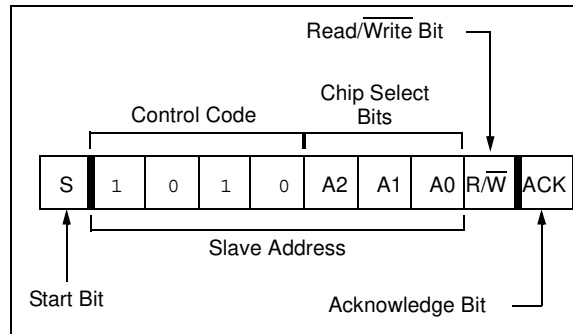 Read/Write Bit
Chip Select
Bits
Control Code
S 1 0 1 0 A2 A1 A0 R/W ACK
Slave Address
Start Bit
Acknowledge Bit